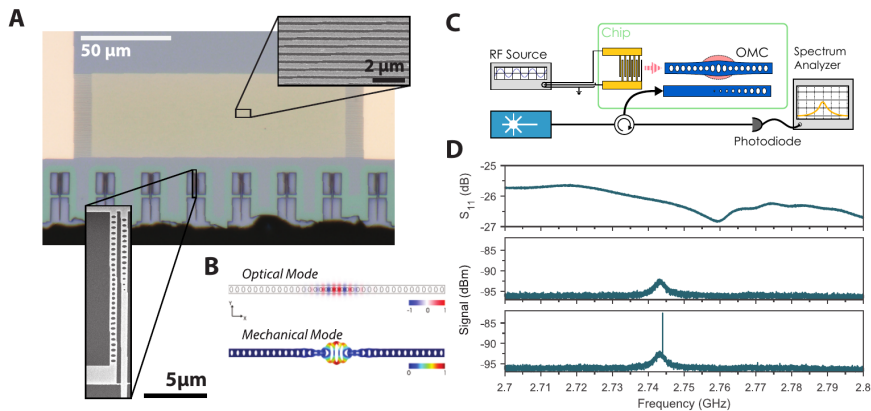 A
50 µm
2 µm
5µm
B
Optical Mode
Y
X
-1 0 1
Mechanical Mode
0 1
C
Chip
RF Source
OMC
Spectrum
Analyzer
Photodiode
D
-25
-26
-27
S11 (dB)
-85
-90
-95
Signal (dBm)
-85
-90
-95
2.7 2.71 2.72 2.73 2.74 2.75 2.76 2.77 2.78 2.79 2.8
Frequency (GHz)